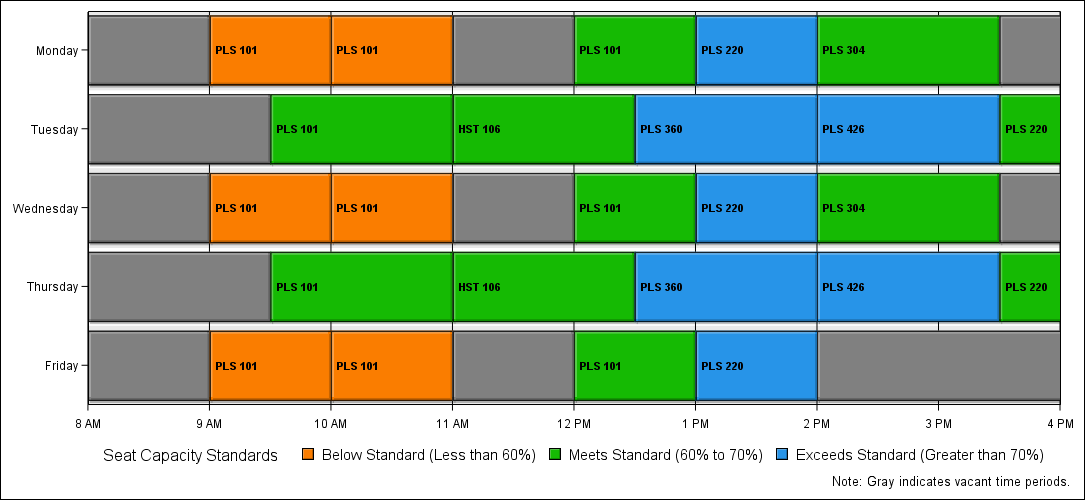 Monday PLS 101 PLS 101 PLS 101 PLS 220 PLS 304
Tuesday PLS 101 HST 106 PLS 360 PLS 426 PLS 220
Wednesday PLS 101 PLS 101 PLS 101 PLS 220 PLS 304
Thursday PLS 101 HST 106 PLS 360 PLS 426 PLS 220
Friday PLS 101 PLS 101 PLS 101 PLS 220
8 AM 9 AM 10 AM 11 AM 12 PM 1 PM 2 PM 3 PM 4 PM
Seat Capacity Standards Below Standard (Less than 60%) Meets Standard (60% to 70%) Exceeds Standard (Greater than 70%)
Note: Gray indicates vacant time periods.